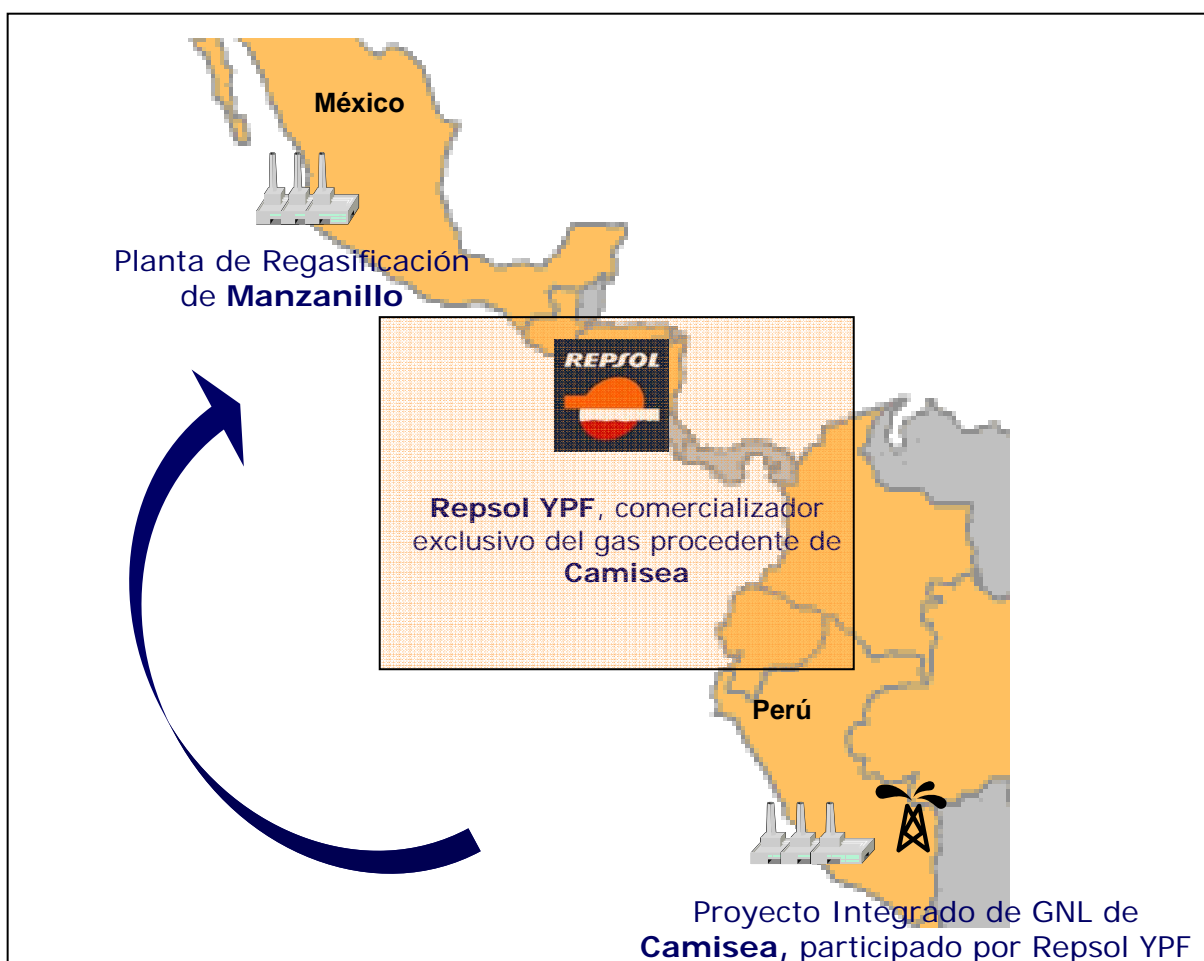 México
Planta de Regasificación
de Manzanillo
REPSOL
Repsol YPF, comercializador
exclusivo del gas procedente de
Camisea
Perú
Proyecto Integrado de GNL de
Camisea, participado por Repsol YPF